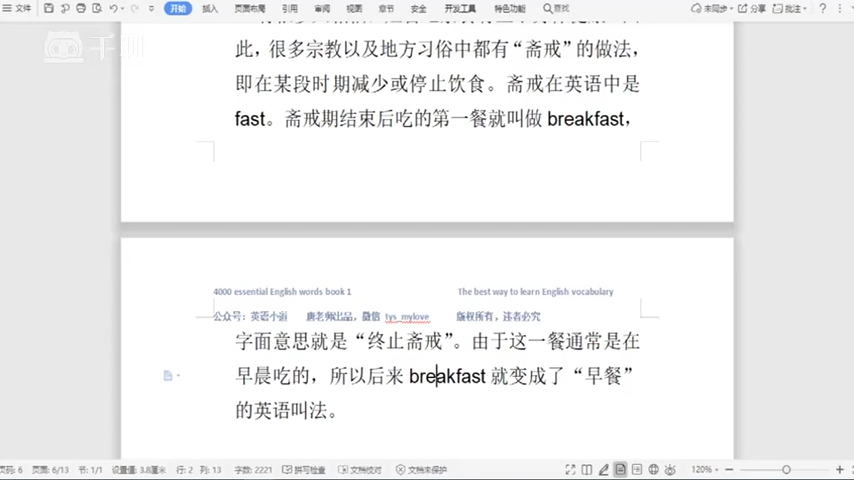 文件
开始
插入
页面布局
引用
审阅
视图
章节
安全
开发工具
特色功能
查找
未同步
分享
批注
此，很多宗教以及地方习俗中都有“斋戒”的做法，
即在某段时期减少或停止饮食。斋戒在英语中是
fast。斋戒期结束后吃的第一餐就叫做 breakfast，
4000 essential English words book 1 The best way to learn English vocabulary
公众号：英语小逗 唐老师出品，微信 tys_mylove 版权所有，违者必究
字面意思就是“终止斋戒”。由于这一餐通常是在
早晨吃的，所以后来 breakfast 就变成了“早餐”
的英语叫法。
页码: 6 页面: 6/13 节: 1/1 设置值: 3.8厘米 行: 2 列: 13 字数: 2221 拼写检查 文档校对 文档未保护 120%